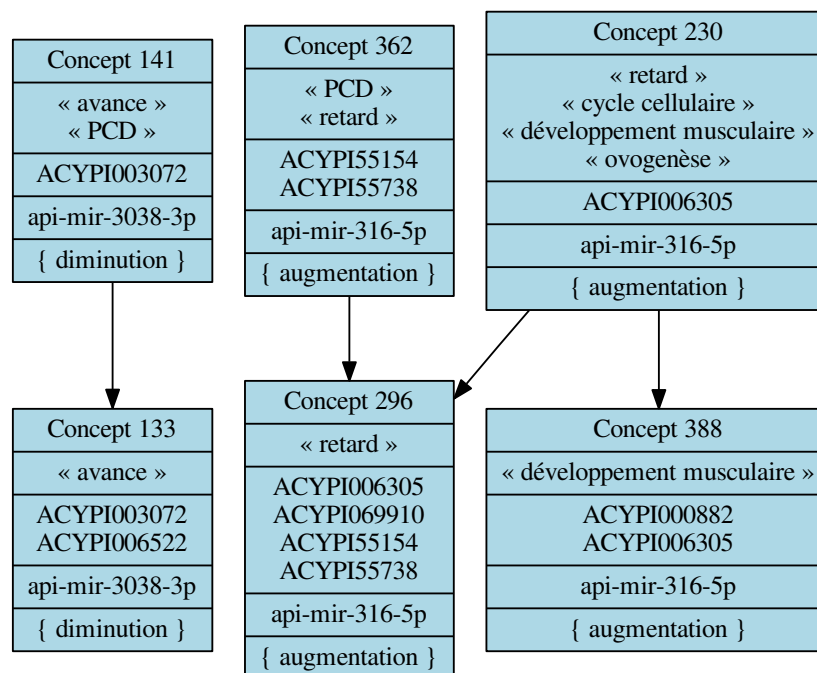 Concept 141
« avance »
« PCD »
ACYPI003072
api-mir-3038-3p
{ diminution }
Concept 362
« PCD »
« retard »
ACYPI55154
ACYPI55738
api-mir-316-5p
{ augmentation }
Concept 230
« retard »
« cycle cellulaire »
« développement musculaire »
« ovogenèse »
ACYPI006305
api-mir-316-5p
{ augmentation }
Concept 133
« avance »
ACYPI003072
ACYPI006522
api-mir-3038-3p
{ diminution }
Concept 296
« retard »
ACYPI006305
ACYPI069910
ACYPI55154
ACYPI55738
api-mir-316-5p
{ augmentation }
Concept 388
« développement musculaire »
ACYPI000882
ACYPI006305
api-mir-316-5p
{ augmentation }